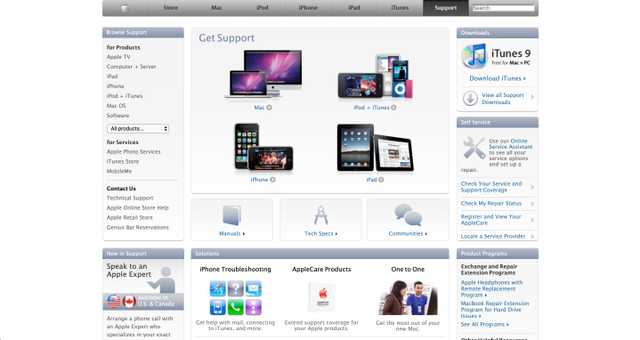 Store Mac iPod iPhone iPad iTunes Support Search
Browse Support
for Products
Apple TV
Computer + Server
iPad
iPhone
iPod + iTunes
Mac OS
Software
All products...
for Services
Apple Phone Services
iTunes Store
MobileMe
Contact Us
Technical Support
Apple Online Store Help
Apple Retail Store
Genius Bar Reservations
Get Support
Mac
iPod + iTunes
iPhone
iPad
Manuals
Tech Specs
Communities
Downloads
iTunes 9
Free for Mac + PC
Download iTunes
View all Support
Downloads
Self Service
Use our Online
Service Assistant
to see all your
service options
and set up a
repair.
Check Your Service and
Support Coverage
Check My Repair Status
Register and View Your
AppleCare
Locate a Service Provider
New in Support
Speak to an
Apple Expert
Available in
U.S. & Canada
Arrange a phone call with
an Apple Expert who
specializes in your exact
Solutions
iPhone Troubleshooting
Get help with mail, connecting
to iTunes, and more.
AppleCare Products
Extend support coverage for
your Apple products.
One to One
Get the most out of your
new Mac.
Product Programs
Exchange and Repair
Extension Programs
Apple Headphones with
Remote Replacement
Program
MacBook Repair Extension
Program for Hard Drive
Issues
See All Programs
Other Helpful Resources